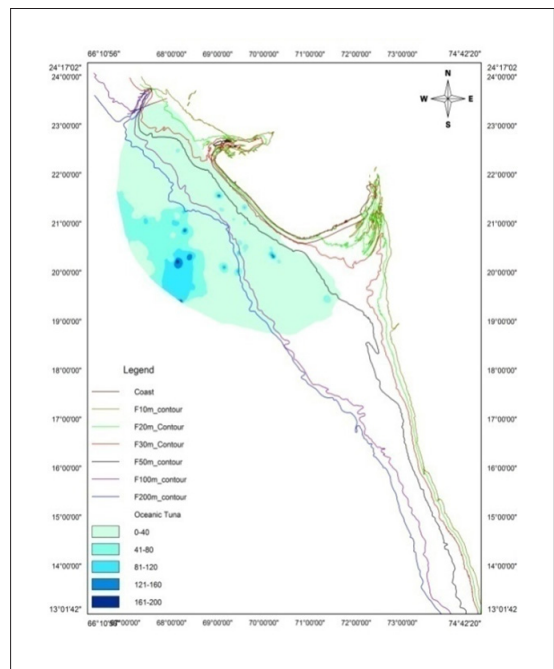 66°10'56" 68°00'00" 69°00'00" 70°00'00" 72°00'00" 73°00'00" 74°42'20"
24°17'02" 24°17'02"
24°00'00" 24°00'00"
N
W E
S
23°00'00" 23°00'00"
22°00'00" 22°00'00"
21°00'00" 21°00'00"
20°00'00" 20°00'00"
19°00'00" 19°00'00"
18°00'00" 18°00'00"
17°00'00" 17°00'00"
16°00'00" 16°00'00"
15°00'00" 15°00'00"
14°00'00" 14°00'00"
13°01'42 13°01'42
Legend
Coast
F10m_contour
F20m_Contour
F30m_Contour
F50m_contour
F100m_contour
F200m_contour
Oceanic Tuna
0-40
41-80
81-120
121-160
161-200
68°00'00" 69°00'00" 70°00'00" 72°00'00" 73°00'00" 74°42'20"